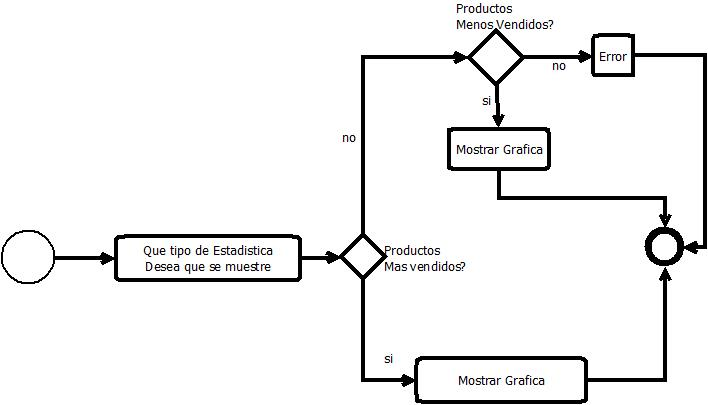 Productos
Menos Vendidos?
no
Error
si
Mostrar Grafica
no
Que tipo de Estadistica
Desea que se muestre
Productos
Mas vendidos?
si
Mostrar Grafica